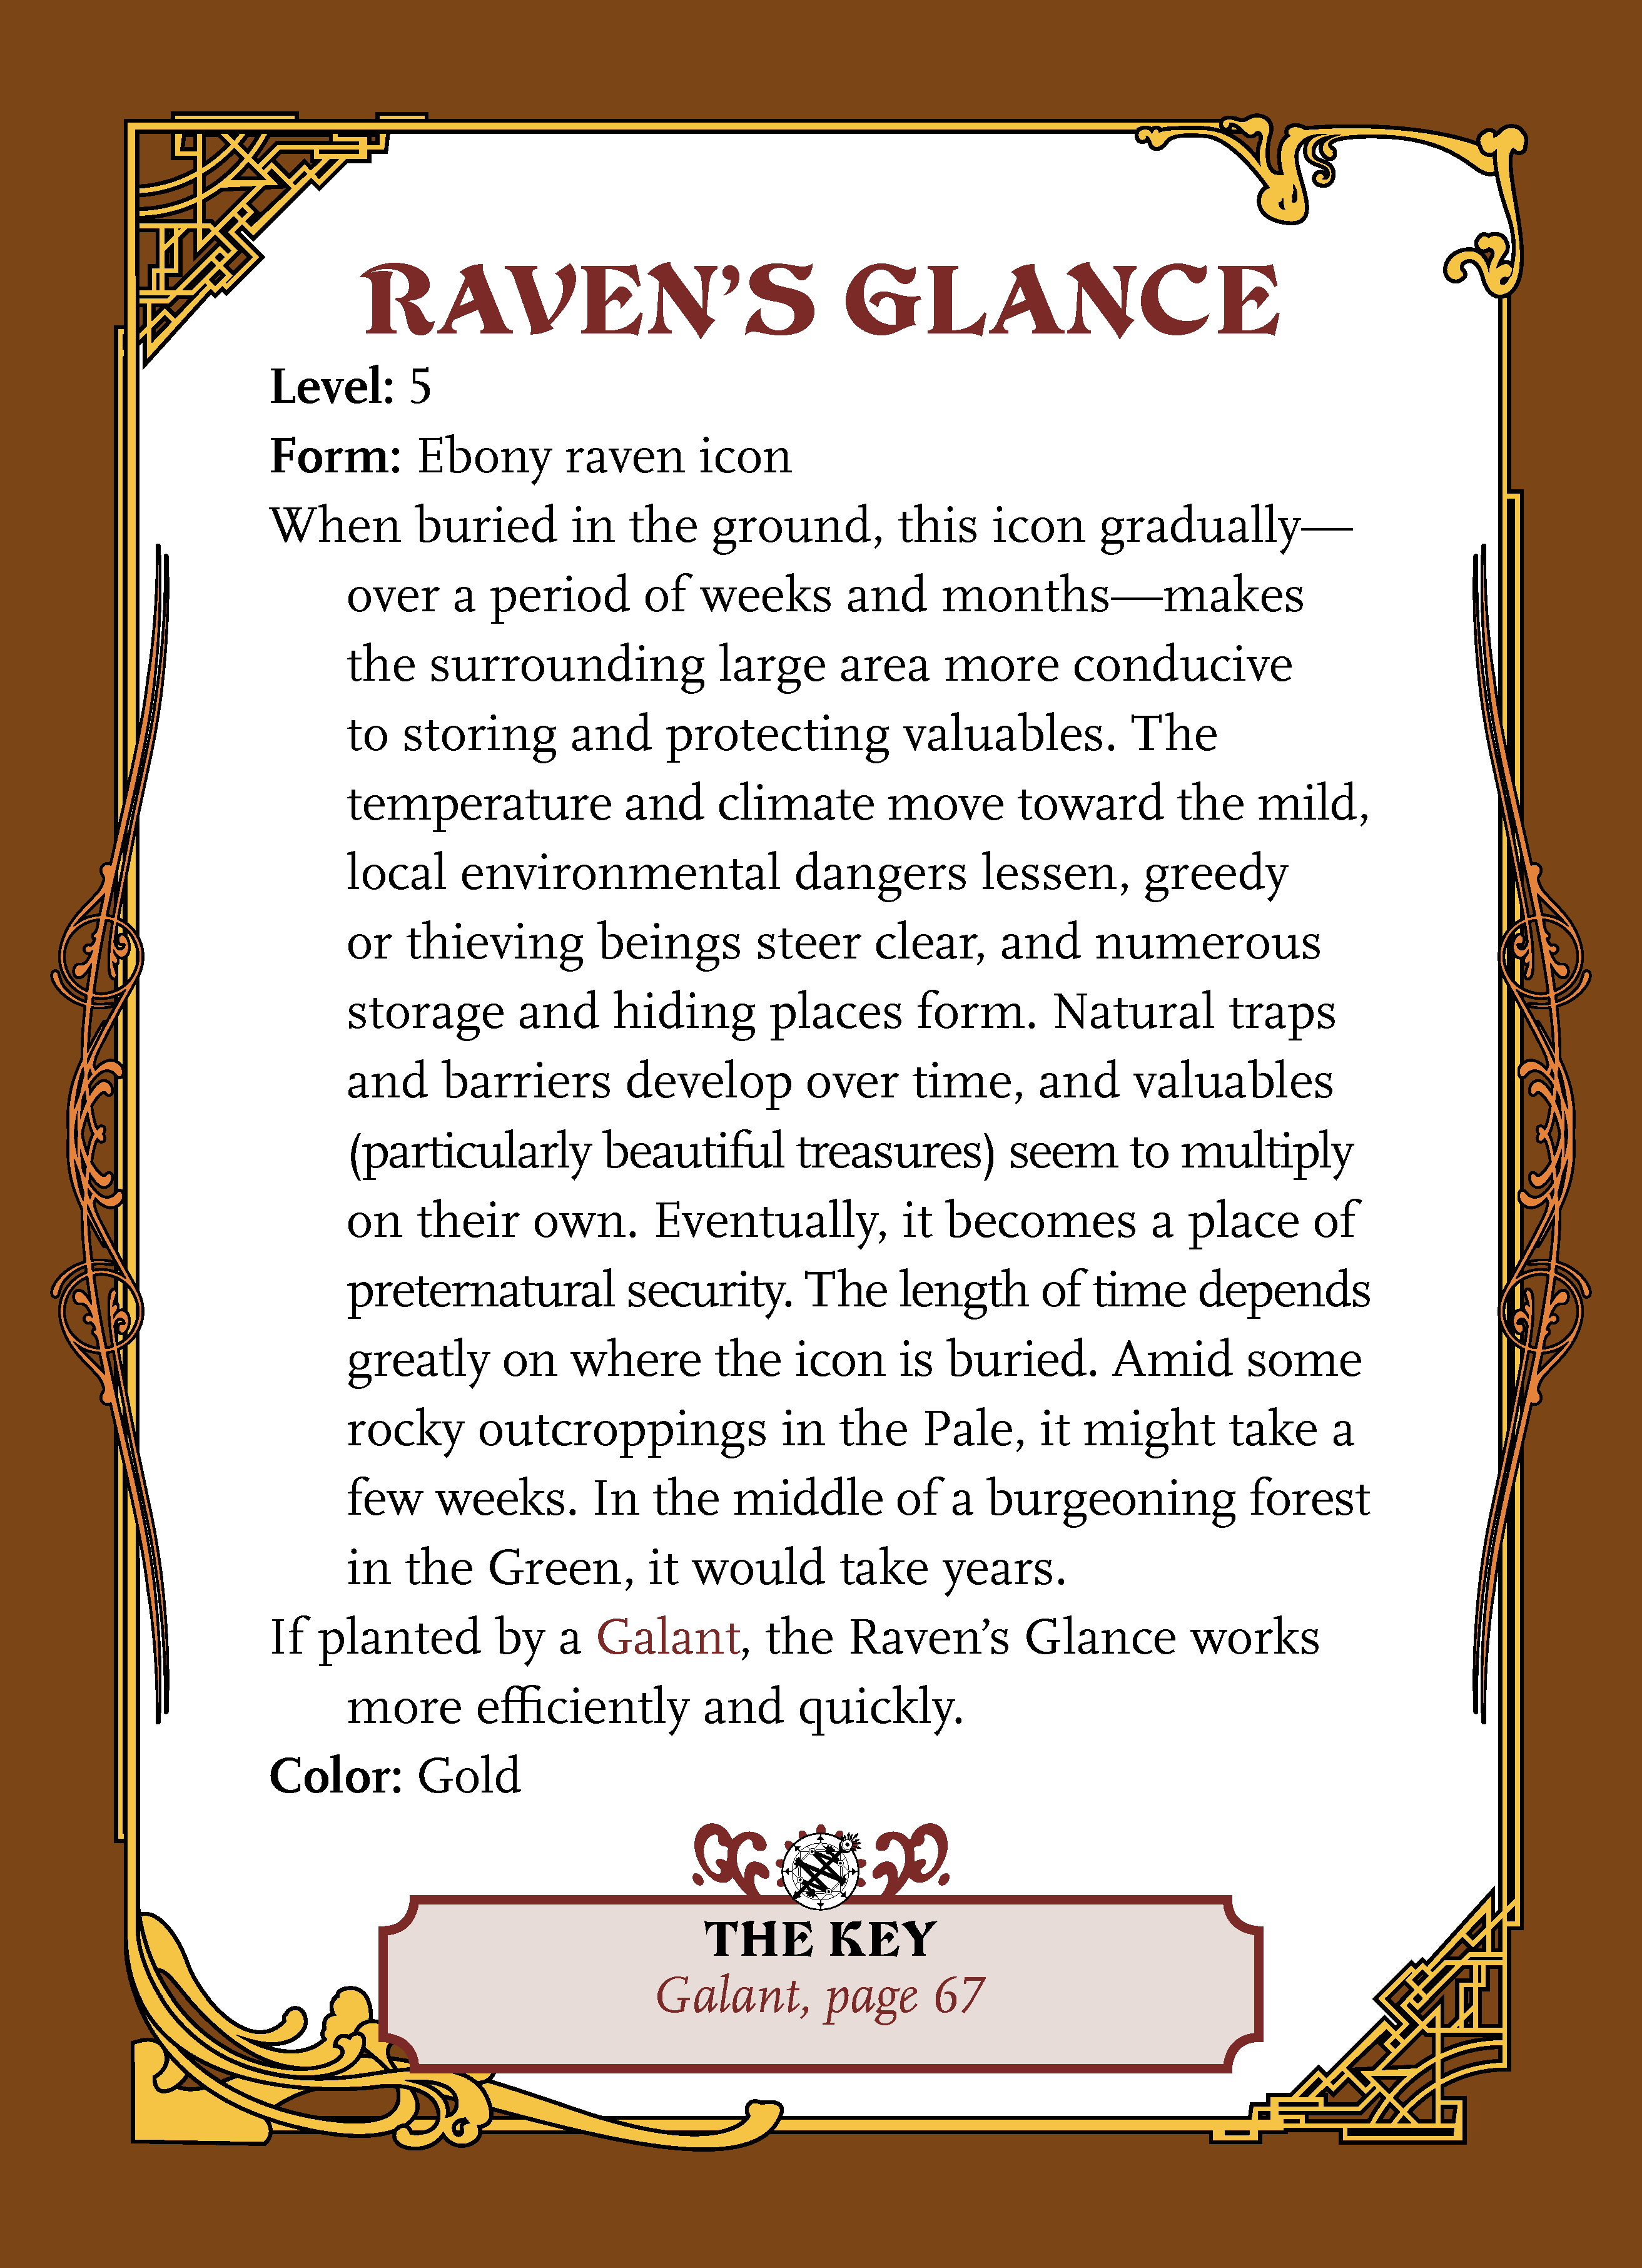 RAVEN'S GLANCE
Level: 5
Form: Ebony raven icon
When buried in the ground, this icon gradually—
over a period of weeks and months—makes
the surrounding large area more conducive
to storing and protecting valuables. The
temperature and climate move toward the mild,
local environmental dangers lessen, greedy
or thieving beings steer clear, and numerous
storage and hiding places form. Natural traps
and barriers develop over time, and valuables
(particularly beautiful treasures) seem to multiply
on their own. Eventually, it becomes a place of
preternatural security. The length of time depends
greatly on where the icon is buried. Amid some
rocky outcroppings in the Pale, it might take a
few weeks. In the middle of a burgeoning forest
in the Green, it would take years.
If planted by a Galant, the Raven's Glance works
more efficiently and quickly.
Color: Gold
THE KEY
Galant, page 67